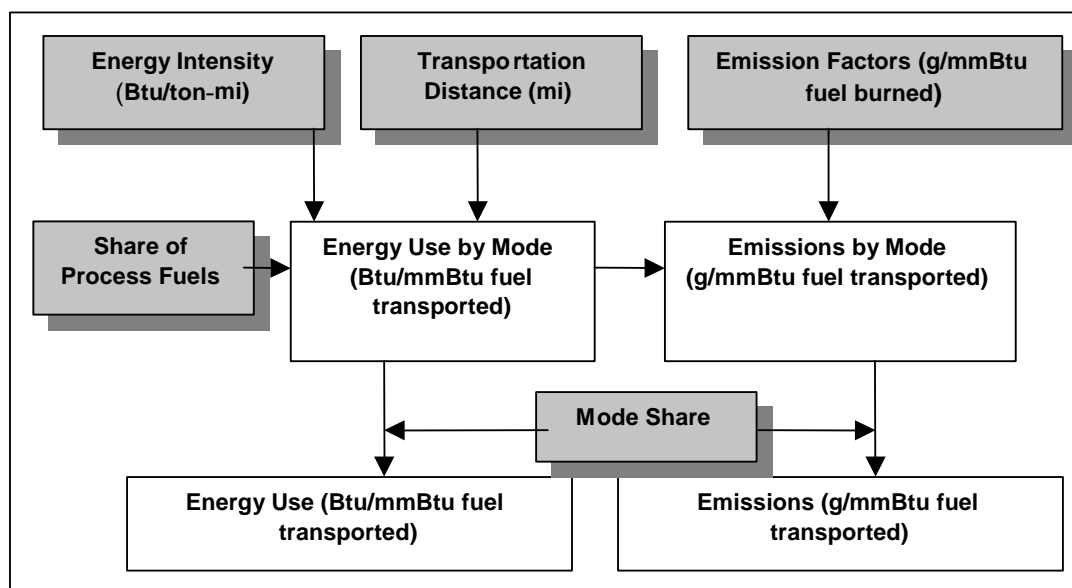 Energy Intensity
(Btu/ton-mi)
Transportation
Distance (mi)
Emission Factors (g/mmBtu
fuel burned)
Share of
Process Fuels
Energy Use by Mode
(Btu/mmBtu fuel
transported)
Emissions by Mode
(g/mmBtu fuel transported)
Mode Share
Energy Use (Btu/mmBtu fuel
transported)
Emissions (g/mmBtu fuel
transported)